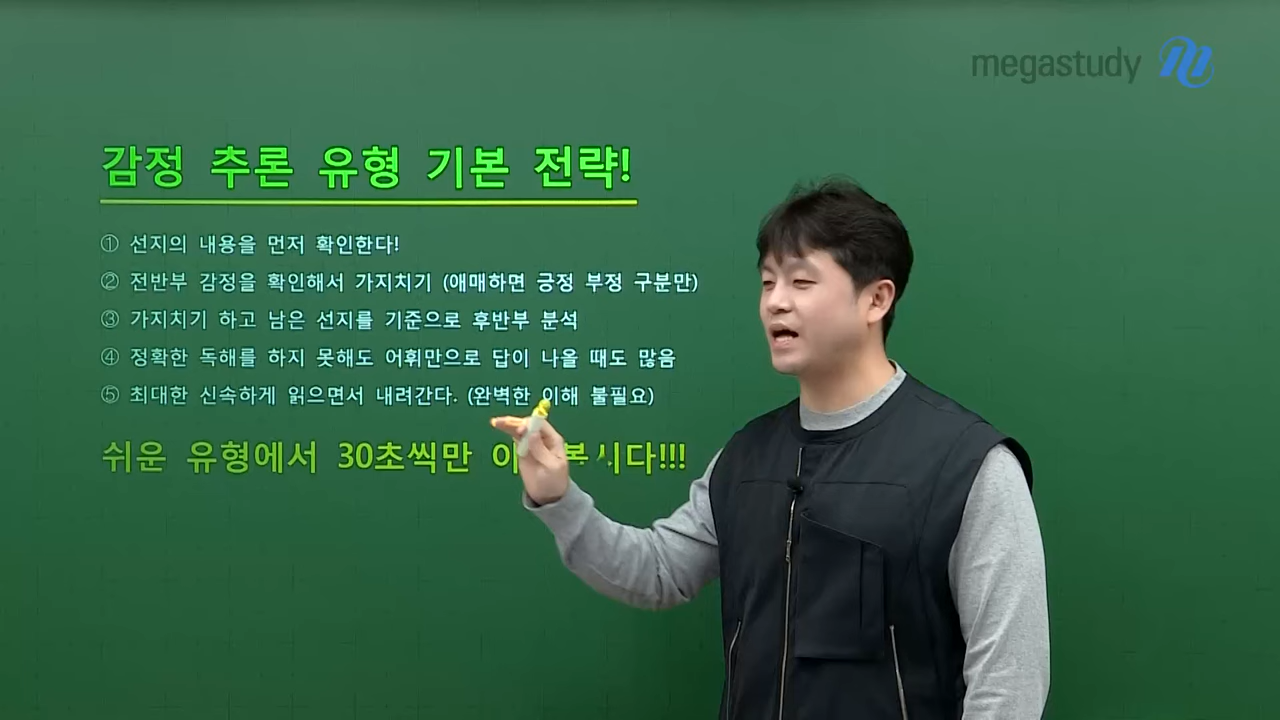 megastudy
감정 추론 유형 기본 전략!
① 선지의 내용을 먼저 확인한다!
② 전반부 감정을 확인해서 가지치기 (애매하면 긍정 부정 구분만)
③ 가지치기 하고 남은 선지를 기준으로 후반부 분석
④ 정확한 독해를 하지 못해도 어휘만으로 답이 나올 때도 많음
⑤ 최대한 신속하게 읽으면서 내려간다. (완벽한 이해 불필요)
쉬운 유형에서 30초씩만